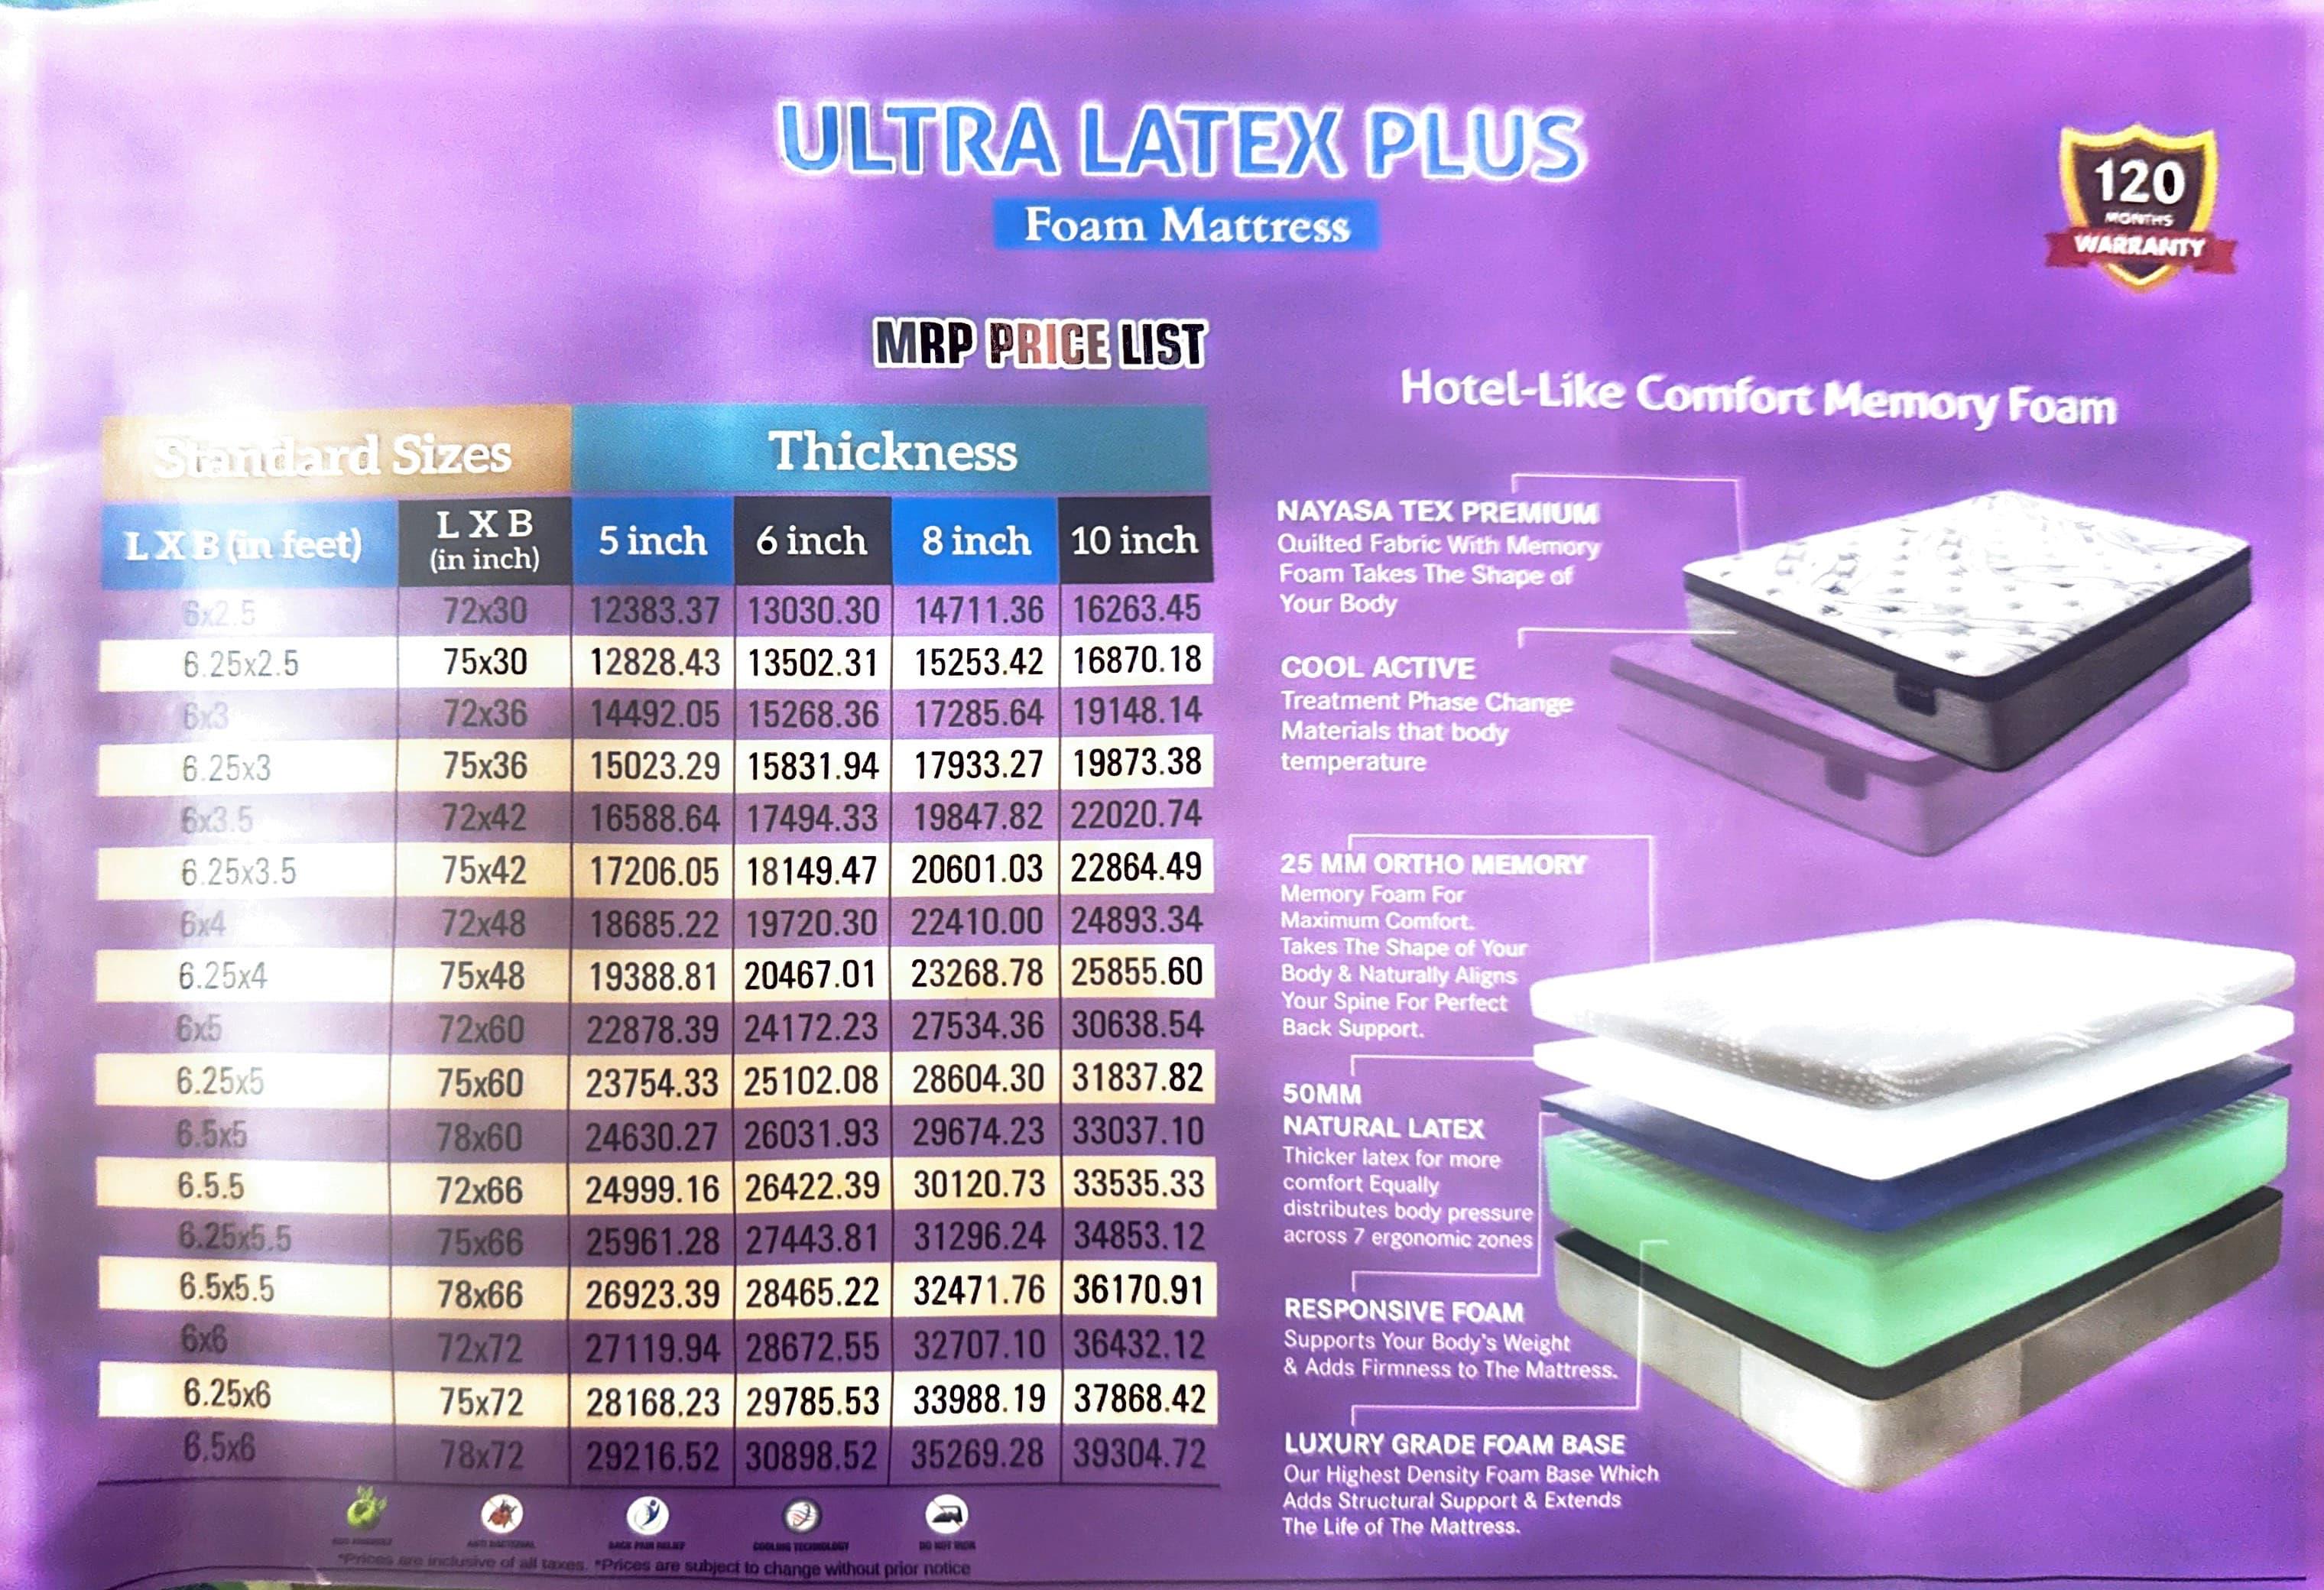 ULTRA LATEX PLUS
Foam Mattress
120
MONTHS
WARRANTY
MRP PRICE LIST
Standard Sizes Thickness
L X B (in feet) L X B (in inch) 5 inch 6 inch 8 inch 10 inch
6x2.5 72x30 12383.37 13030.30 14711.36 16263.45
6.25x2.5 75x30 12828.43 13502.31 15253.42 16870.18
6x3 72x36 14492.05 15268.36 17285.64 19148.14
6.25x3 75x36 15023.29 15831.94 17933.27 19873.38
6x3.5 72x42 16588.64 17494.33 19847.82 22020.74
6.25x3.5 75x42 17206.05 18149.47 20601.03 22864.49
6x4 72x48 18685.22 19720.30 22410.00 24893.34
6.25x4 75x48 19388.81 20467.01 23268.78 25855.60
6x5 72x60 22878.39 24172.23 27534.36 30638.54
6.25x5 75x60 23754.33 25102.08 28604.30 31837.82
6.5x5 78x60 24630.27 26031.93 29674.23 33037.10
6.5.5 72x66 24999.16 26422.39 30120.73 33535.33
6.25x5.5 75x66 25961.28 27443.81 31296.24 34853.12
6.5x5.5 78x66 26923.39 28465.22 32471.76 36170.91
6x6 72x72 27119.94 28672.55 32707.10 36432.12
6.25x6 75x72 28168.23 29785.53 33988.19 37868.42
6.5x6 78x72 29216.52 30898.52 35269.28 39304.72
ANTI BACTERIAL BACK PAIN RELIEF COOLING TECHNOLOGY DO NOT IRON
*Prices are inclusive of all taxes. *Prices are subject to change without prior notice
Hotel-Like Comfort Memory Foam
NAYASA TEX PREMIUM
Quilted Fabric With Memory
Foam Takes The Shape of
Your Body
COOL ACTIVE
Treatment Phase Change
Materials that body
temperature
25 MM ORTHO MEMORY
Memory Foam For
Maximum Comfort.
Takes The Shape of Your
Body & Naturally Aligns
Your Spine For Perfect
Back Support.
50MM
NATURAL LATEX
Thicker latex for more
comfort Equally
distributes body pressure
across 7 ergonomic zones
RESPONSIVE FOAM
Supports Your Body's Weight
& Adds Firmness to The Mattress.
LUXURY GRADE FOAM BASE
Our Highest Density Foam Base Which
Adds Structural Support & Extends
The Life of The Mattress.